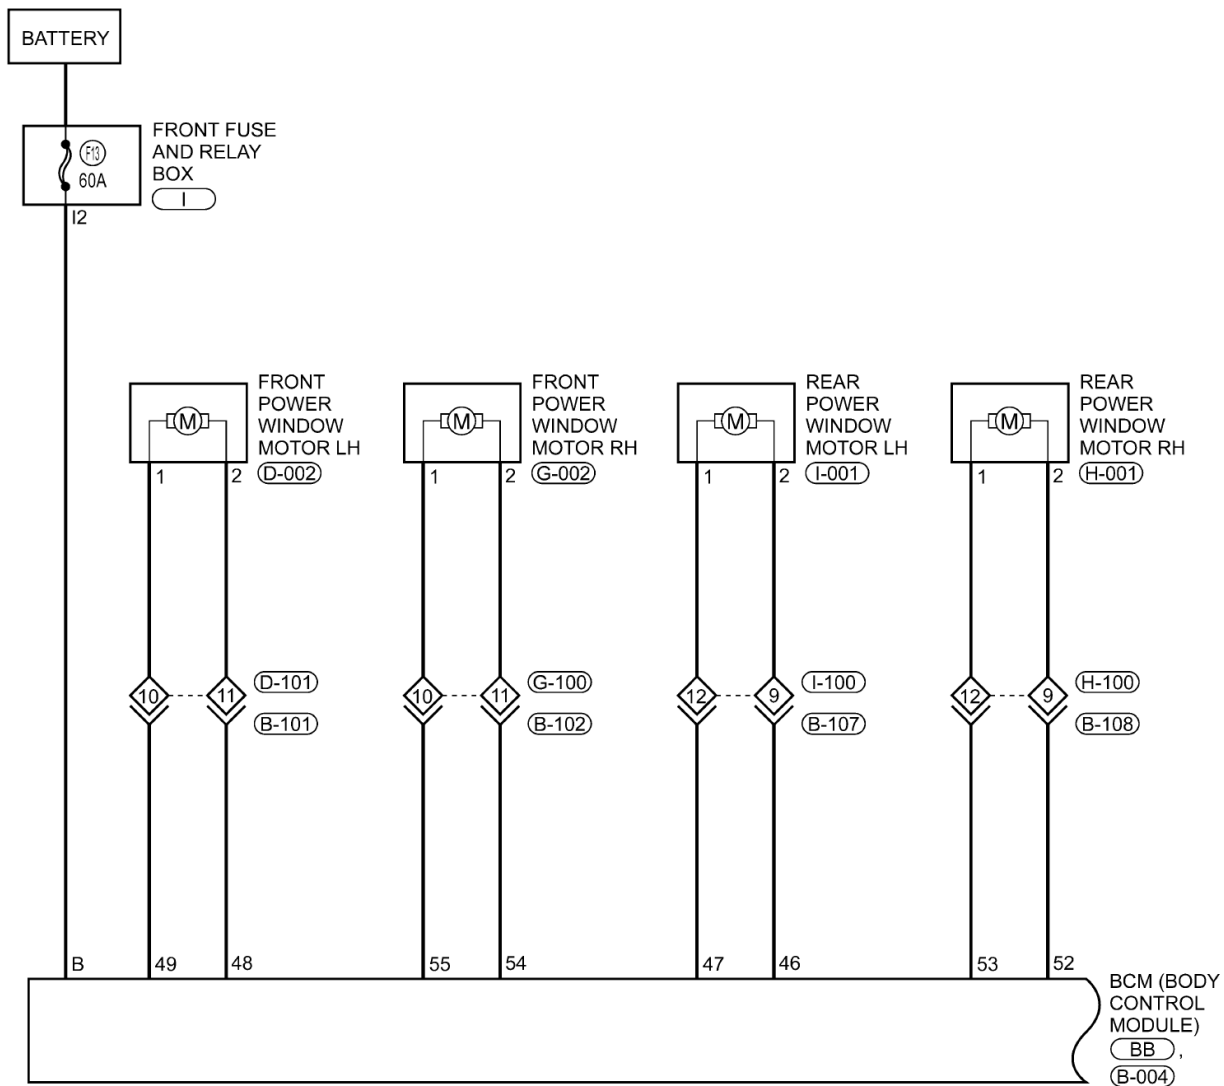 BATTERY
F13
60A
FRONT FUSE
AND RELAY
BOX
I
I2
FRONT
POWER
WINDOW
MOTOR LH
D-002
M
1
2
FRONT
POWER
WINDOW
MOTOR RH
G-002
M
1
2
REAR
POWER
WINDOW
MOTOR LH
I-001
M
1
2
REAR
POWER
WINDOW
MOTOR RH
H-001
M
1
2
10
11
D-101
B-101
10
11
G-100
B-102
12
9
I-100
B-107
12
9
H-100
B-108
B
49
48
55
54
47
46
53
52
BCM (BODY
CONTROL
MODULE)
BB ,
B-004